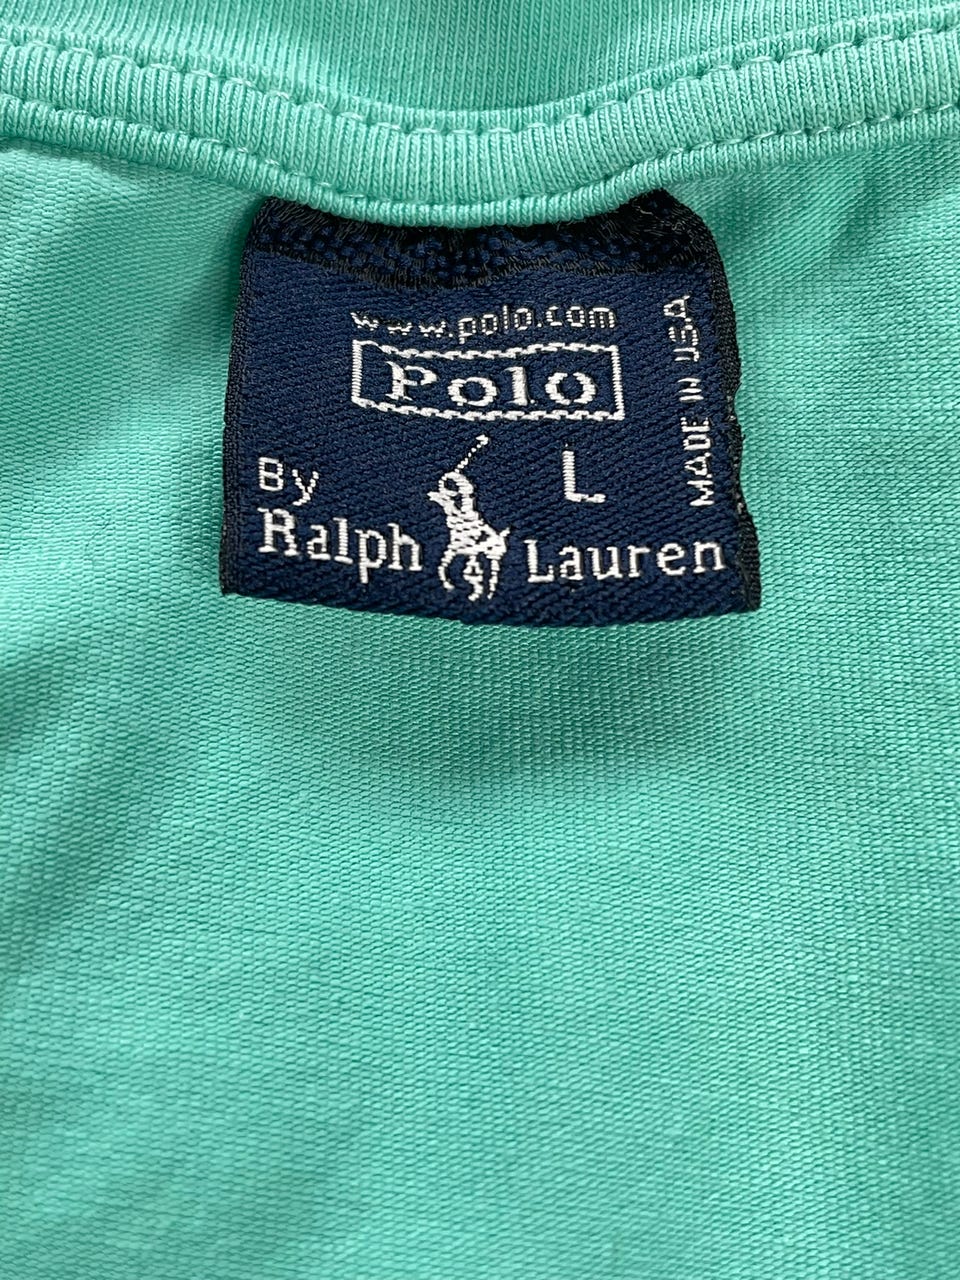 www.polo.com
Polo
By
L
Ralph Lauren
MADE IN USA